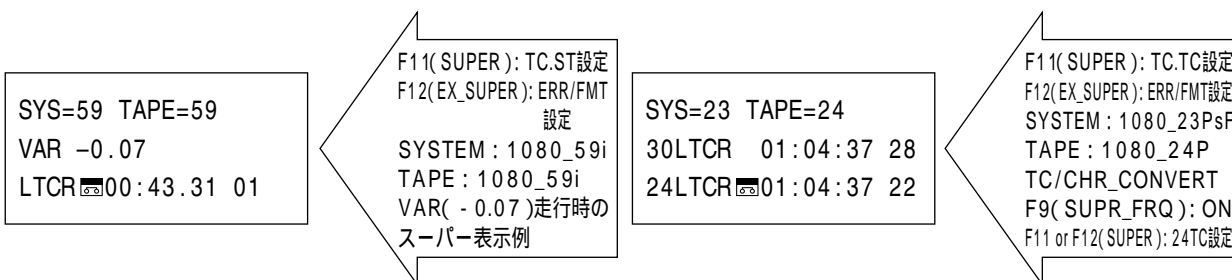 SYS=59 TAPE=59
VAR –0.07
LTCR 00:43.31 01
F11(SUPER): TC.ST設定
F12(EX_SUPER): ERR/FMT
設定
SYSTEM : 1080_59i
TAPE : 1080_59i
VAR( - 0.07 )走行時の
スーパー表示例
SYS=23 TAPE=24
30LTCR 01:04:37 28
24LTCR 01:04:37 22
F11(SUPER): TC.TC設定
F12(EX_SUPER): ERR/FMT設定
SYSTEM : 1080_23PsF
TAPE : 1080_24P
TC/CHR_CONVERT
F9( SUPR_FRQ ): ON
F11 or F12(SUPER): 24TC設定